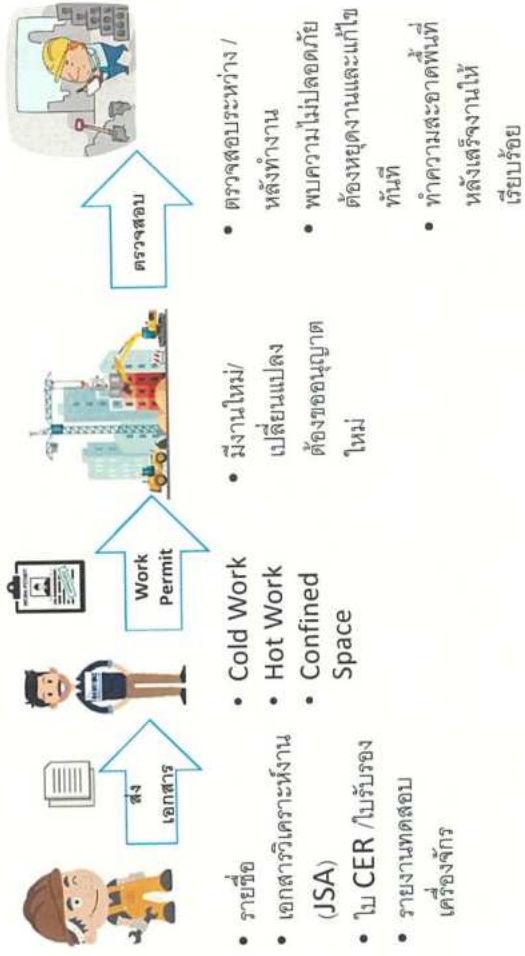 ส่ง
เอกสาร
Work
Permit
ตรวจสอบ
• รายชื่อ
• เอกสารวิเคราะห์งาน
(JSA)
• ใบ CER /ใบรับรอง
• รายงานทดสอบ
เครื่องจักร
• Cold Work
• Hot Work
• Confined
Space
• มีงานใหม่/
เปลี่ยนแปลง
ต้องขออนุญาต
ใหม่
• ตรวจสอบระหว่าง /
หลังทำงาน
• พบความไม่ปลอดภัย
ต้องหยุดงานและแก้ไข
ทันที
• ทำความสะอาดพื้นที่
หลังเสร็จงานให้
เรียบร้อย